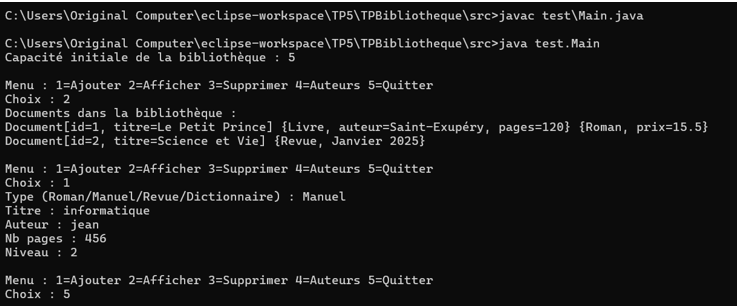 C:\Users\Original Computer\eclipse-workspace\TP5\TPBibliotheque\src>javac test\Main.java
C:\Users\Original Computer\eclipse-workspace\TP5\TPBibliotheque\src>java test.Main
Capacité initiale de la bibliothèque : 5
Menu : 1=Ajouter 2=Afficher 3=Supprimer 4=Auteurs 5=Quitter
Choix : 2
Documents dans la bibliothèque :
Document[id=1, titre=Le Petit Prince] {Livre, auteur=Saint-Exupéry, pages=120} {Roman, prix=15.5}
Document[id=2, titre=Science et Vie] {Revue, Janvier 2025}
Menu : 1=Ajouter 2=Afficher 3=Supprimer 4=Auteurs 5=Quitter
Choix : 1
Type (Roman/Manuel/Revue/Dictionnaire) : Manuel
Titre : informatique
Auteur : jean
Nb pages : 456
Niveau : 2
Menu : 1=Ajouter 2=Afficher 3=Supprimer 4=Auteurs 5=Quitter
Choix : 5